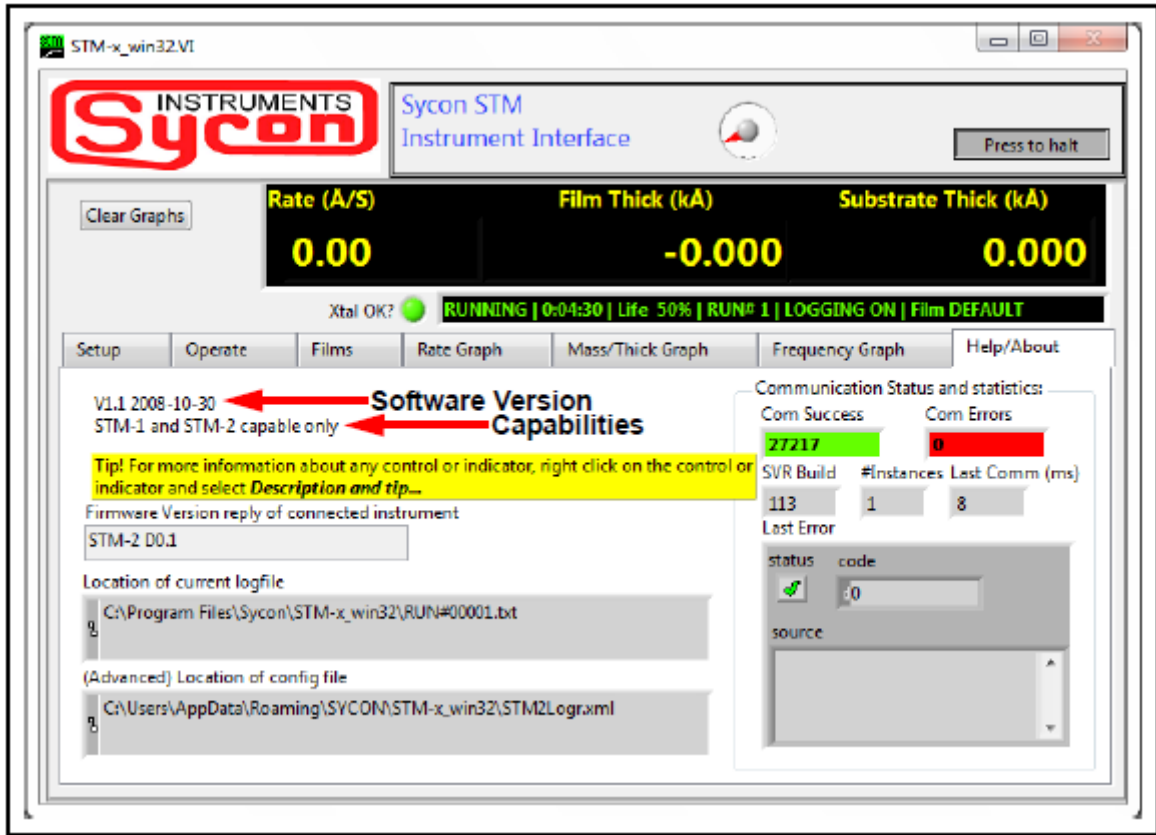 STM-x_win32.VI
INSTRUMENTS
Sycon
Sycon STM
Instrument Interface
Press to halt
Clear Graphs
Rate (Å/S) Film Thick (kÅ) Substrate Thick (kÅ)
0.00 -0.000 0.000
Xtal OK? RUNNING | 0:04:30 | Life 50% | RUN# 1 | LOGGING ON | Film DEFAULT
Setup Operate Films Rate Graph Mass/Thick Graph Frequency Graph Help/About
V1.1 2008-10-30 Software Version
STM-1 and STM-2 capable only Capabilities
Tip! For more information about any control or indicator, right click on the control or
indicator and select Description and tip...
Firmware Version reply of connected instrument
STM-2 D0.1
Location of current logfile
C:\Program Files\Sycon\STM-x_win32\RUN#00001.txt
(Advanced} Location of config file
C:\Users\AppData\Roaming\SYCON\STM-x_win32\STM2Logr.xml
Communication Status and statistics:
Com Success Com Errors
27217 0
SVR Build #Instances Last Comm (ms)
113 1 8
Last Error
status code
d0
source